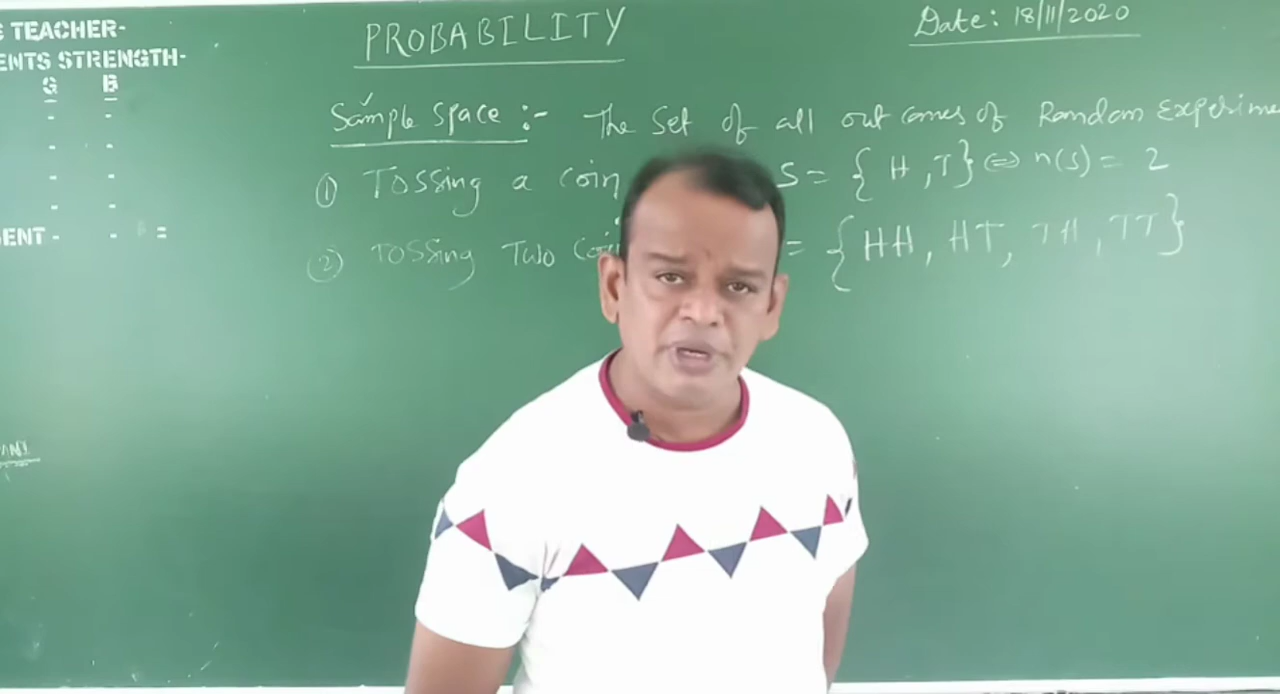 TEACHER-
ENTS STRENGTH-
G B
- -
- -
- -
- -
ENT - - =
PROBABILITY
Date: 18/11/2020
Sample Space :- The Set of all out comes of Random Experime
① Tossing a coin S = { H , T } ⇔ n(s) = 2
② Tossing Two Coi = { HH , HT , TH , TT }